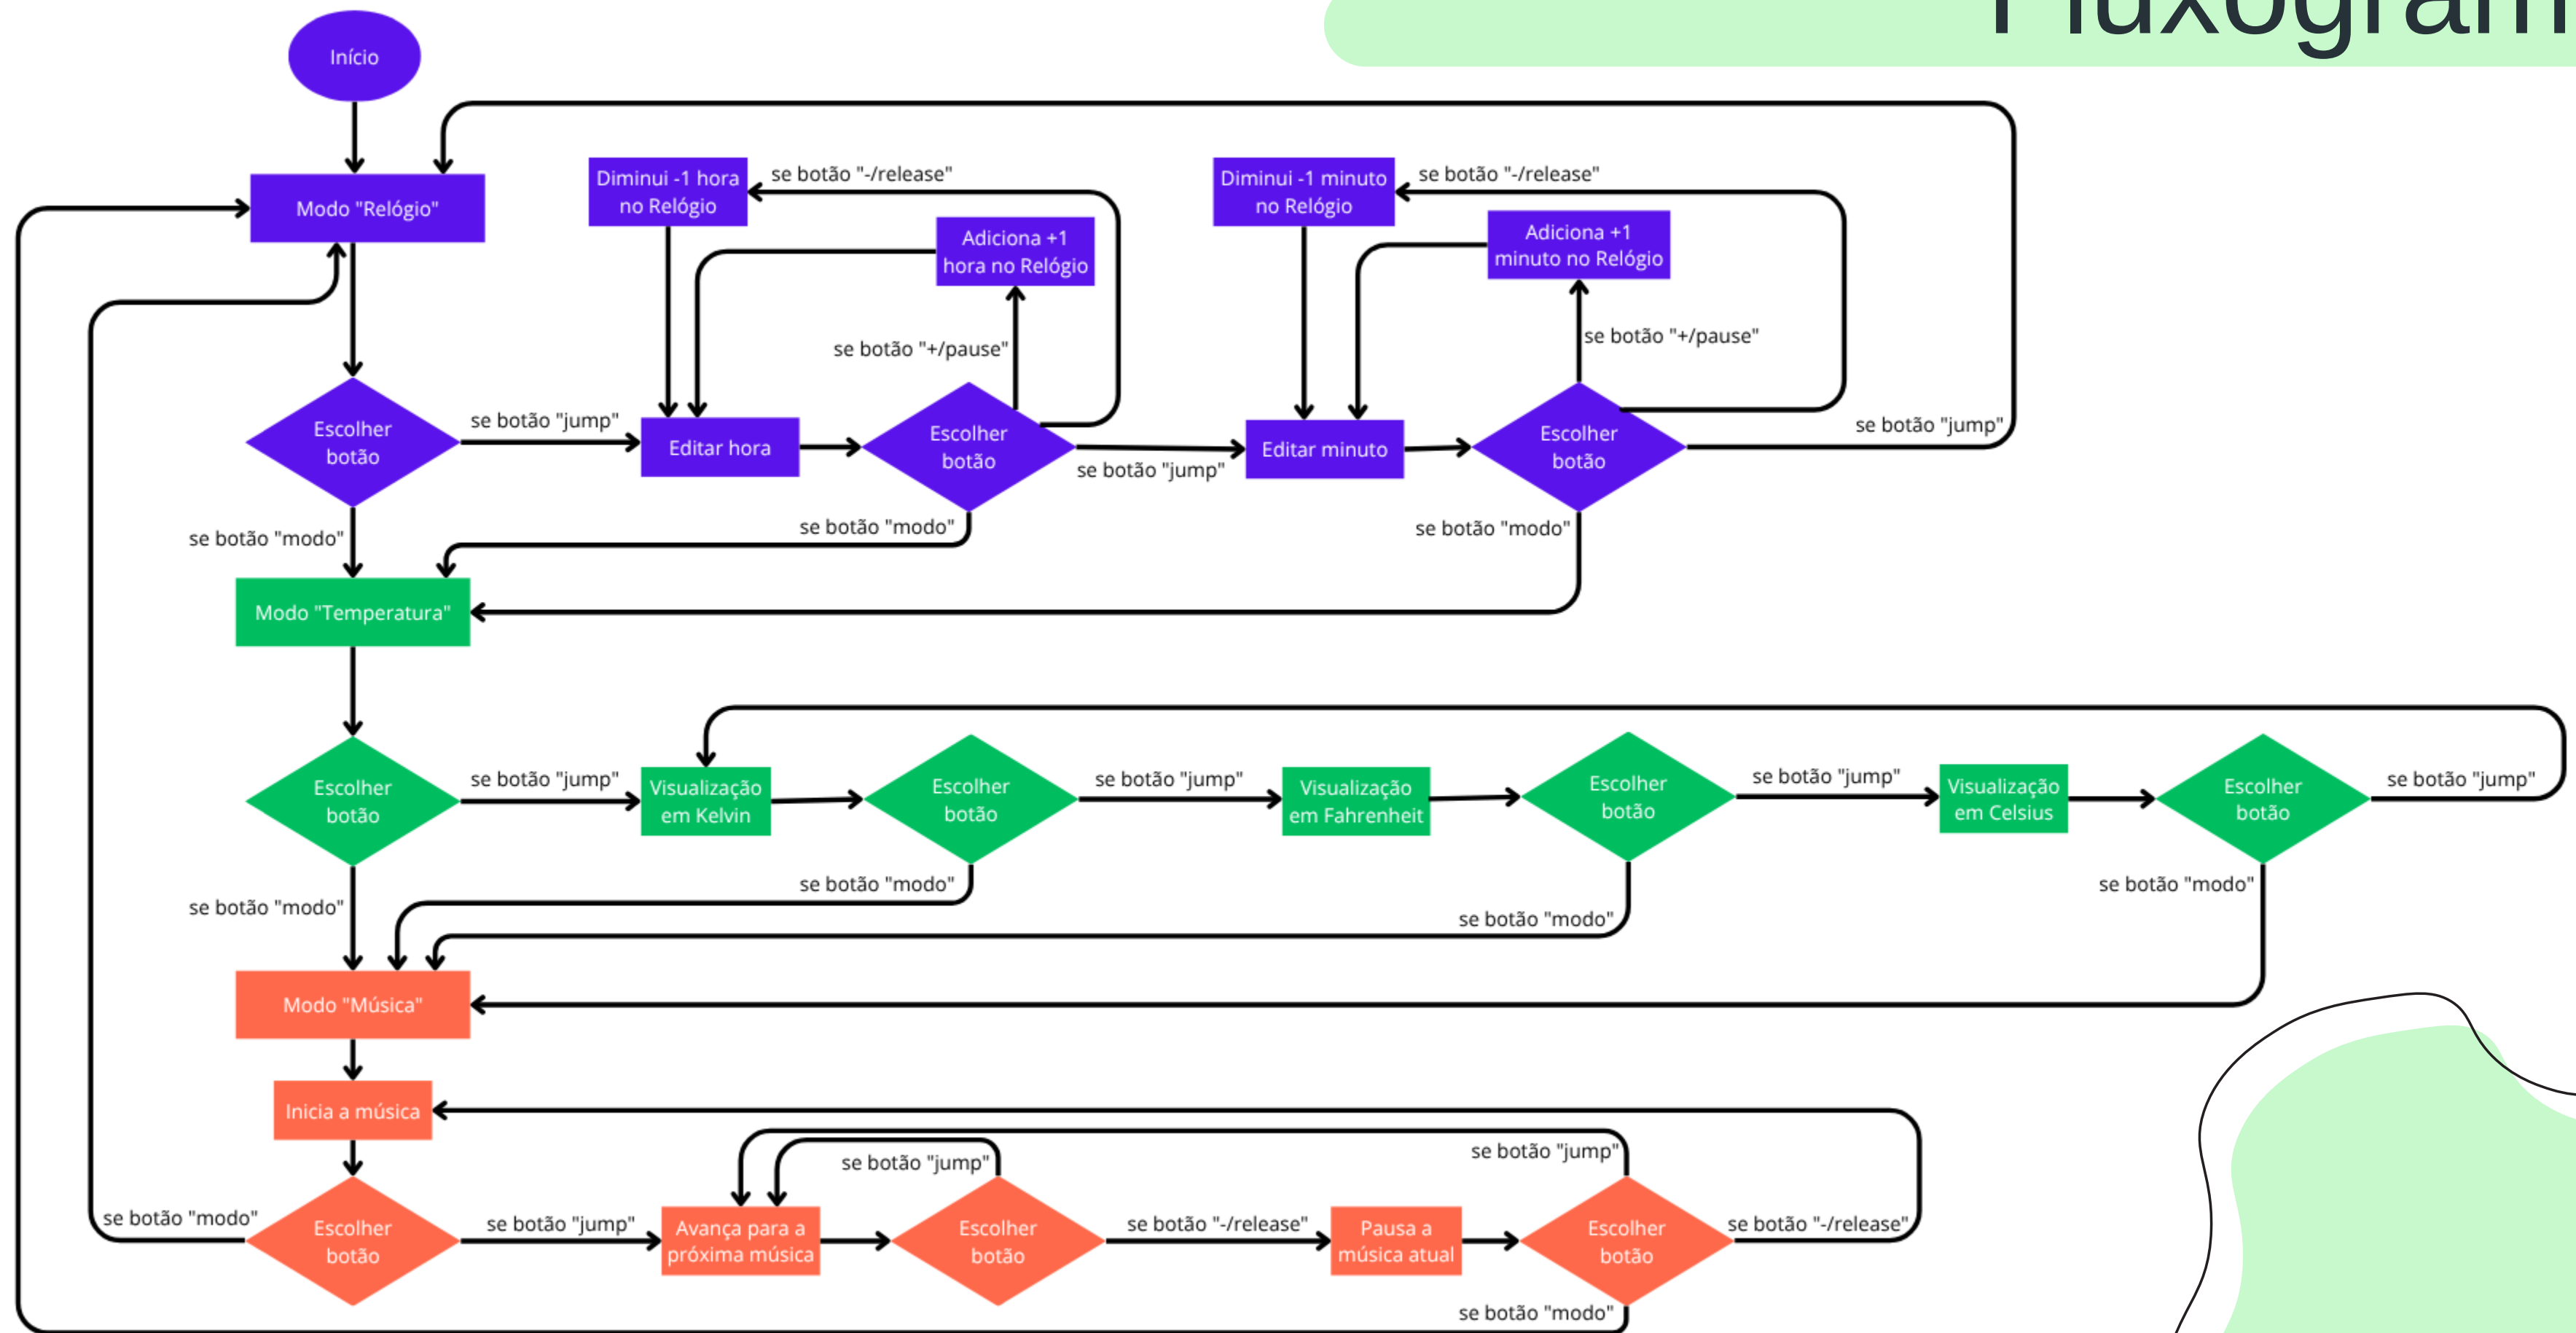 Fluxogram
Início
Modo "Relógio"
Diminui -1 hora
no Relógio
se botão "-/release"
Adiciona +1
hora no Relógio
se botão "+/pause"
Diminui -1 minuto
no Relógio
se botão "-/release"
Adiciona +1
minuto no Relógio
se botão "+/pause"
Escolher
botão
se botão "jump"
Editar hora
Escolher
botão
se botão "jump"
Editar minuto
Escolher
botão
se botão "jump"
se botão "modo"
se botão "modo"
se botão "modo"
Modo "Temperatura"
Escolher
botão
se botão "jump"
Visualização
em Kelvin
Escolher
botão
se botão "jump"
Visualização
em Fahrenheit
Escolher
botão
se botão "jump"
Visualização
em Celsius
Escolher
botão
se botão "jump"
se botão "modo"
se botão "modo"
se botão "modo"
se botão "modo"
Modo "Música"
Inicia a música
se botão "modo"
Escolher
botão
se botão "jump"
Avança para a
próxima música
se botão "jump"
Escolher
botão
se botão "-/release"
Pausa a
música atual
se botão "jump"
Escolher
botão
se botão "-/release"
se botão "modo"